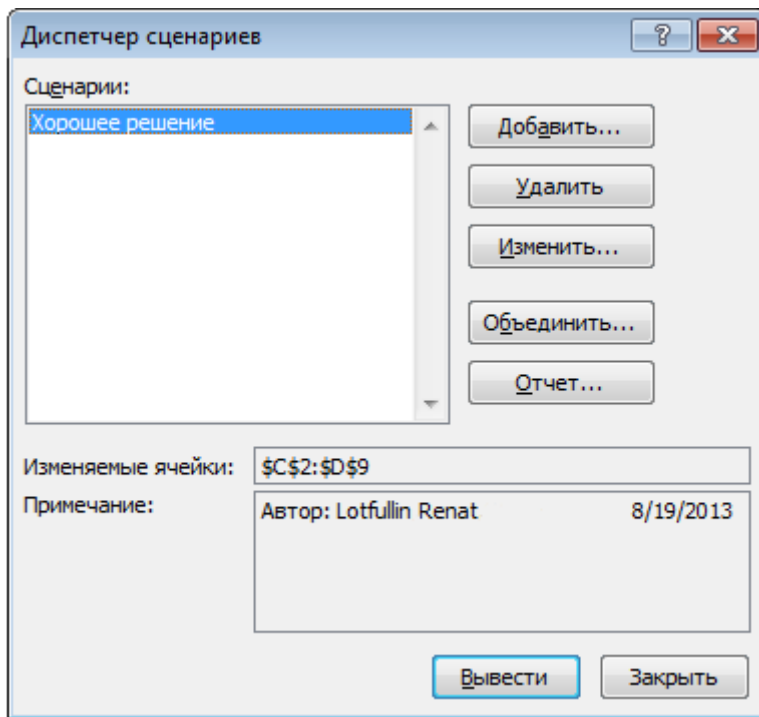 Диспетчер сценариев
Сценарии:
Хорошее решение
Добавить...
Удалить
Изменить...
Объединить...
Отчет...
Изменяемые ячейки: $C$2:$D$9
Примечание: Автор: Lotfullin Renat 8/19/2013
Вывести Закрыть